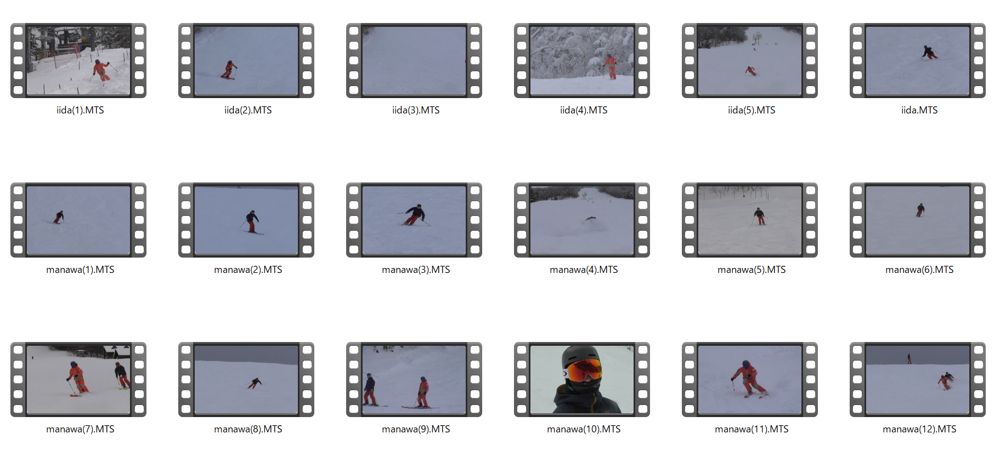 iida(1).MTS
iida(2).MTS
iida(3).MTS
iida(4).MTS
iida(5).MTS
iida.MTS
manawa(1).MTS
manawa(2).MTS
manawa(3).MTS
manawa(4).MTS
manawa(5).MTS
manawa(6).MTS
manawa(7).MTS
manawa(8).MTS
manawa(9).MTS
manawa(10).MTS
manawa(11).MTS
manawa(12).MTS